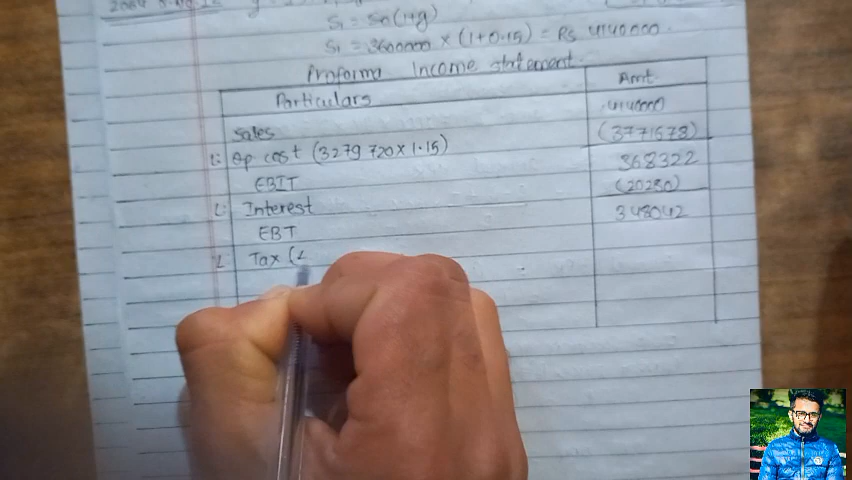 S₁ = S₀(1+g)
S₁ = 3600000 × (1+0.15) = Rs 4140000.
Proforma Income statement.
Particulars Amt.
Sales 4140000
L: Op cost (3279720×1.15) (3771678)
EBIT 368322
L: Interest (20280)
EBT 348042
L: Tax (4